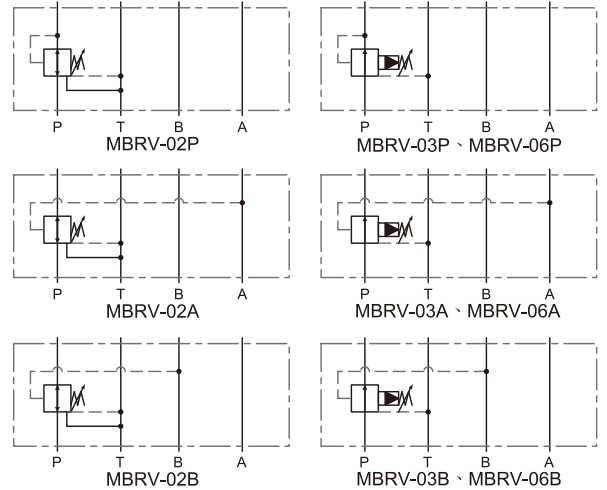 P T B A
MBRV-02P
P T B A
MBRV-03P、MBRV-06P
P T B A
MBRV-02A
P T B A
MBRV-03A、MBRV-06A
P T B A
MBRV-02B
P T B A
MBRV-03B、MBRV-06B